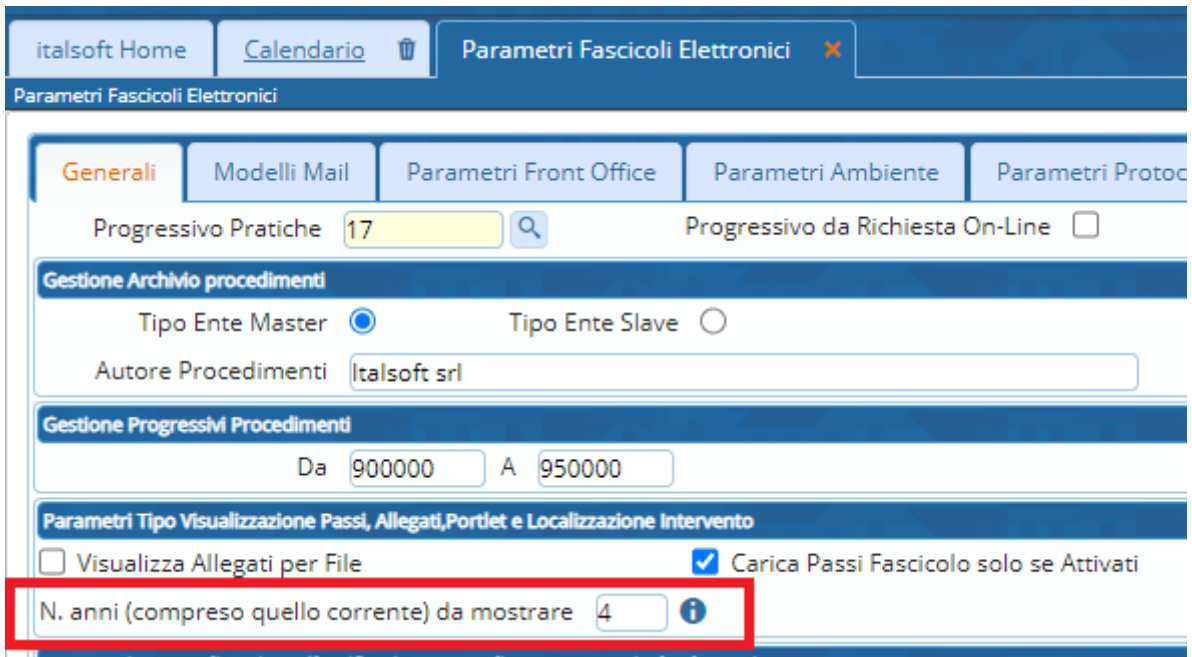 italsoft Home Calendario Parametri Fascicoli Elettronici
Parametri Fascicoli Elettronici
Generali Modelli Mail Parametri Front Office Parametri Ambiente Parametri Protoc
Progressivo Pratiche 17 Progressivo da Richiesta On-Line
Gestione Archivio procedimenti
Tipo Ente Master Tipo Ente Slave
Autore Procedimenti Italsoft srl
Gestione Progressivi Procedimenti
Da 900000 A 950000
Parametri Tipo Visualizzazione Passi, Allegati,Portlet e Localizzazione Intervento
Visualizza Allegati per File Carica Passi Fascicolo solo se Attivati
N. anni (compreso quello corrente) da mostrare 4